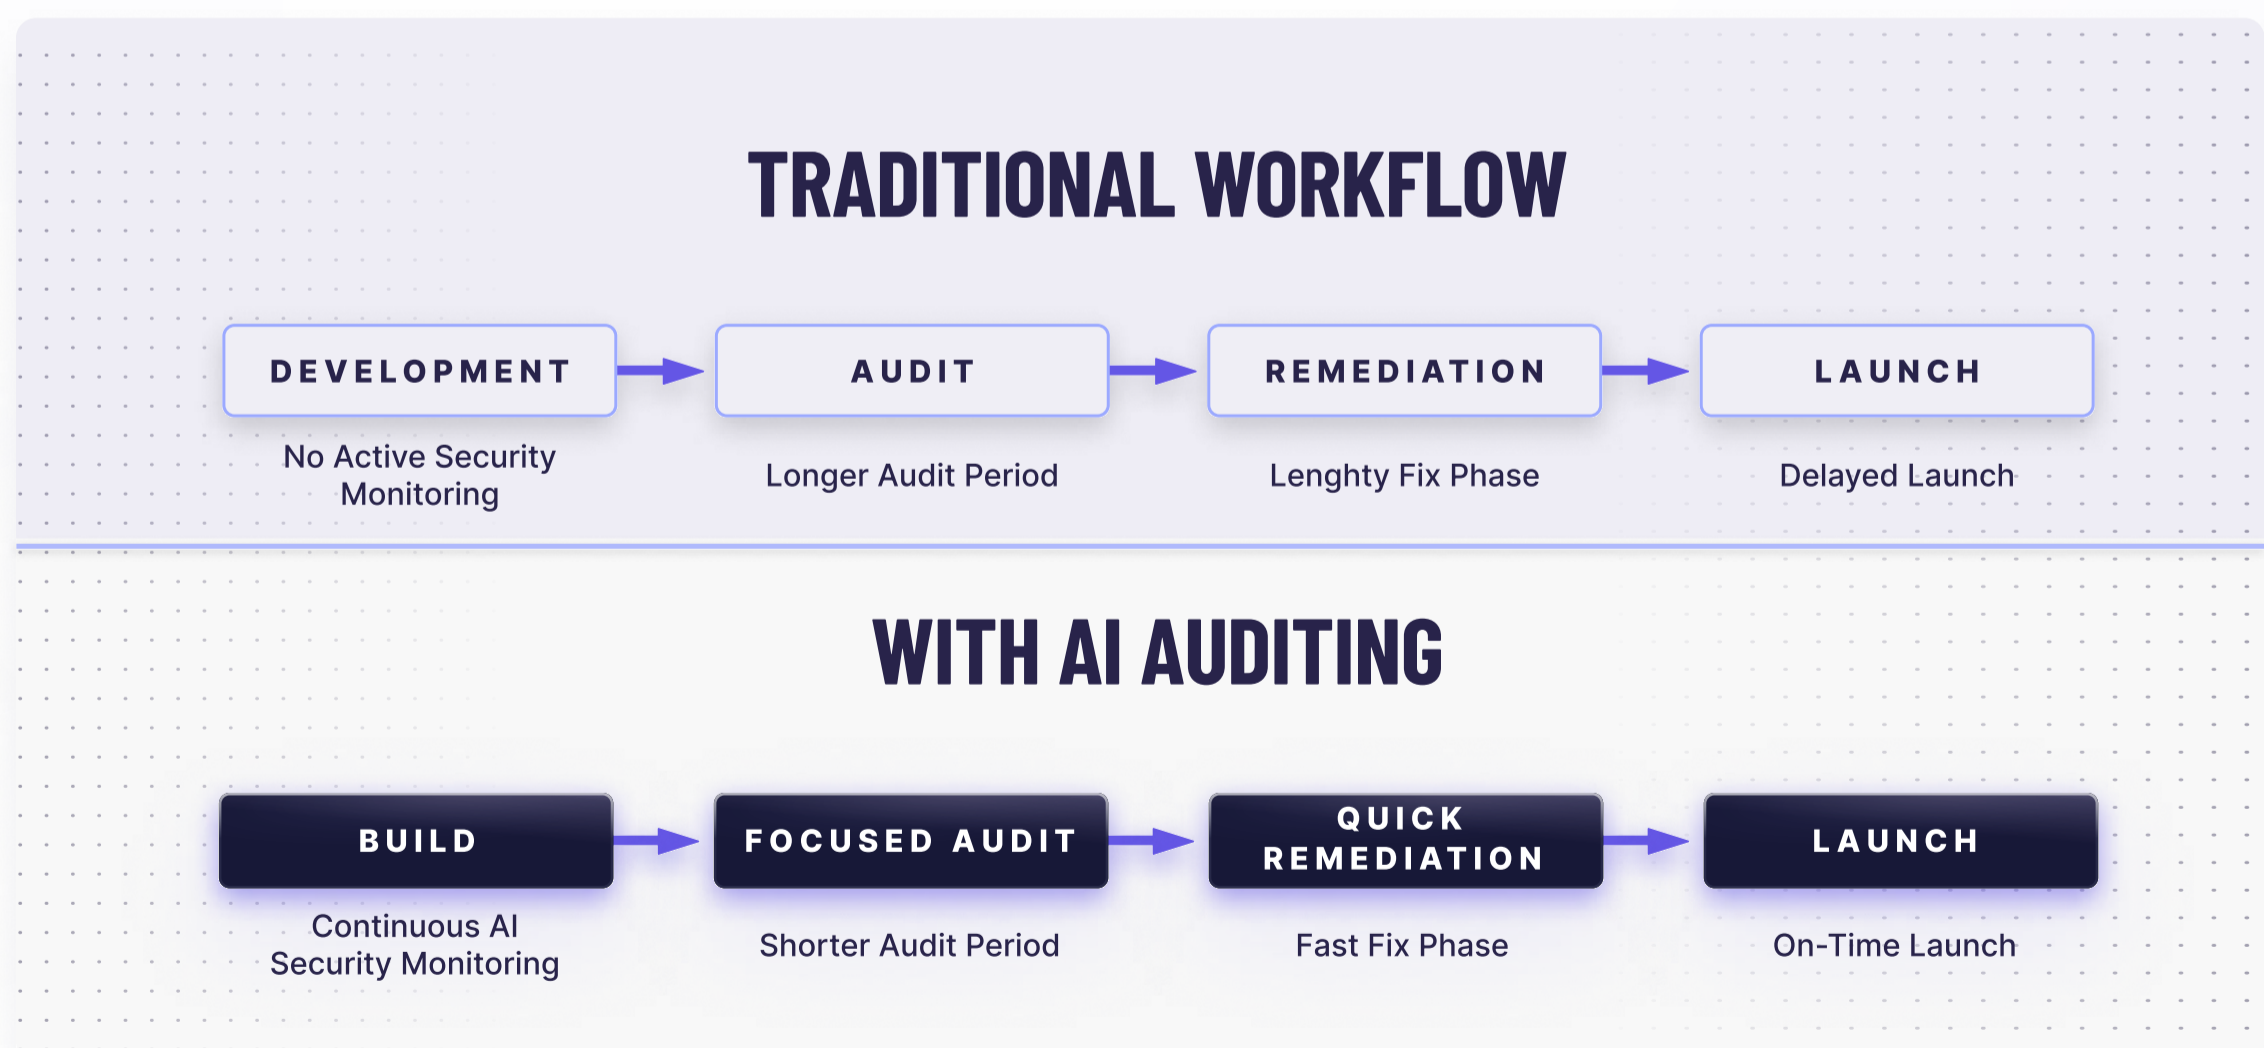 TRADITIONAL WORKFLOW
DEVELOPMENT
AUDIT
REMEDIATION
LAUNCH
No Active Security
Monitoring
Longer Audit Period
Lenghty Fix Phase
Delayed Launch
WITH AI AUDITING
BUILD
FOCUSED AUDIT
QUICK
REMEDIATION
LAUNCH
Continuous AI
Security Monitoring
Shorter Audit Period
Fast Fix Phase
On-Time Launch